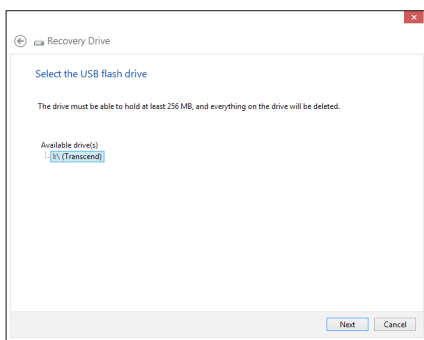 Recovery Drive
Select the USB flash drive
The drive must be able to hold at least 256 MB, and everything on the drive will be deleted.
Available drive(s)
I:\ (Transcend)
Next Cancel